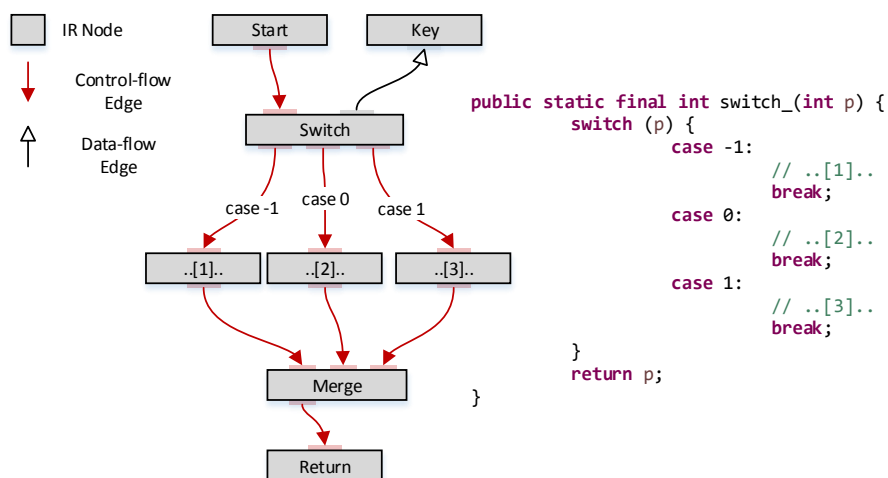 IR Node
Control-flow
Edge
Data-flow
Edge
Start
Key
Switch
case -1
case 0
case 1
..[1]..
..[2]..
..[3]..
Merge
Return
public static final int switch_(int p) {
switch (p) {
case -1:
// ..[1]..
break;
case 0:
// ..[2]..
break;
case 1:
// ..[3]..
break;
}
return p;
}